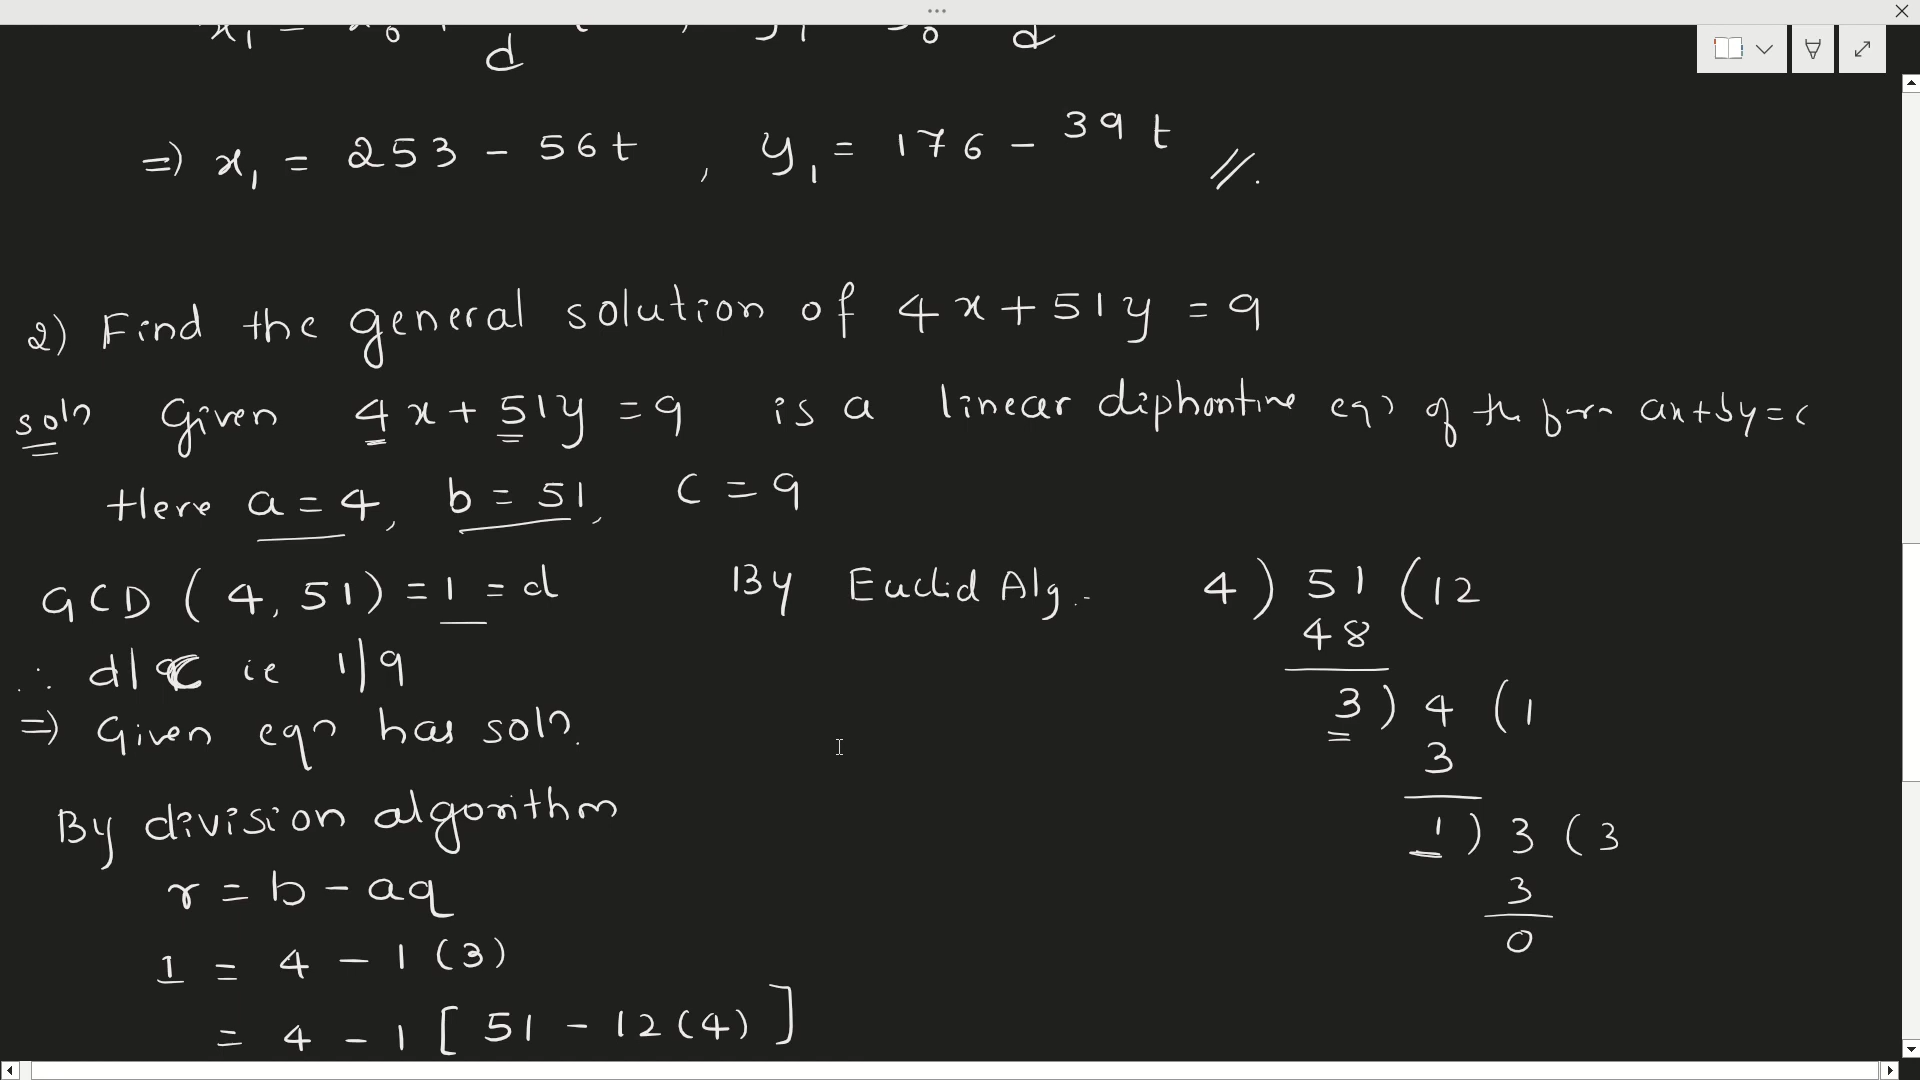 d d
=) x₁ = 253 - 56t , y₁ = 176 - 39t //.
2) Find the general solution of 4x + 51y = 9
soln Given 4x + 51y = 9 is a linear diphontine eqn of the form ax+by=c
Here a = 4, b = 51, c = 9
GCD (4, 51) = 1 = d By Euclid Alg.
4 ) 51 ( 12
48
∴ d|c ie 1|9
3 ) 4 ( 1
=) Given eqn has soln.
3
By division algorithm
1 ) 3 ( 3
r = b - aq
3
0
1 = 4 - 1(3)
= 4 - 1 [ 51 - 12(4) ]